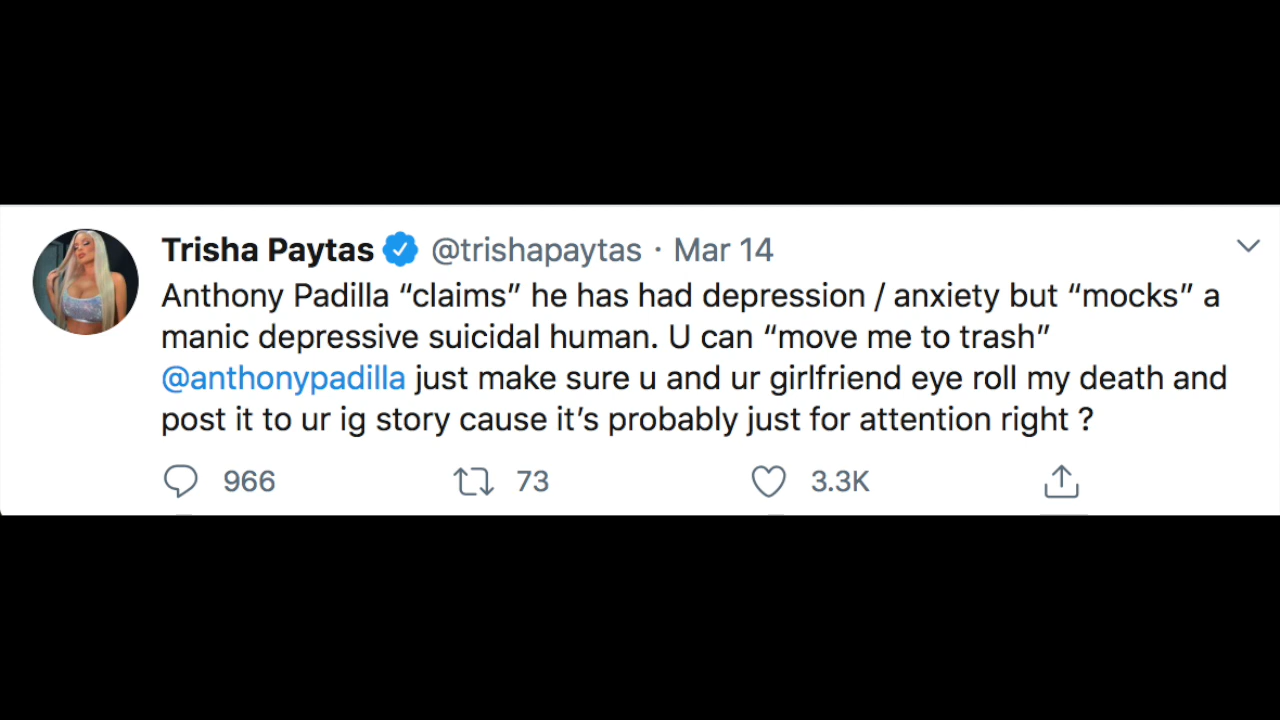 Trisha Paytas @trishapaytas · Mar 14
Anthony Padilla “claims” he has had depression / anxiety but “mocks” a
manic depressive suicidal human. U can “move me to trash”
@anthonypadilla just make sure u and ur girlfriend eye roll my death and
post it to ur ig story cause it’s probably just for attention right ?
966 73 3.3K